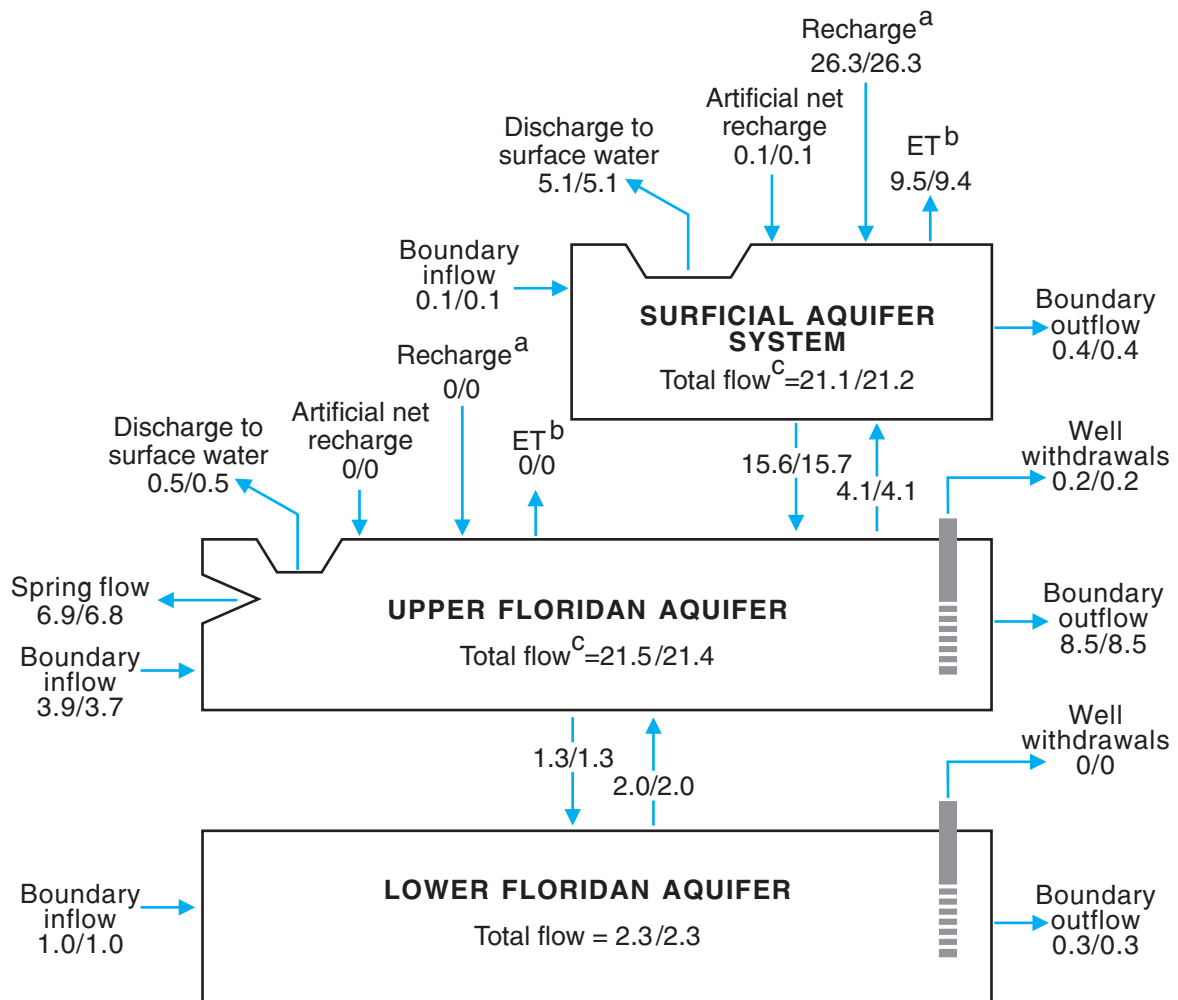 Recharge a
26.3/26.3
Artificial net
recharge
0.1/0.1
Discharge to
surface water
5.1/5.1
ET b
9.5/9.4
Boundary
inflow
0.1/0.1
SURFICIAL AQUIFER
SYSTEM
Total flow c=21.1/21.2
Boundary
outflow
0.4/0.4
Recharge a
0/0
Artificial net
recharge
0/0
Discharge to
surface water
0.5/0.5
ET b
0/0
15.6/15.7
4.1/4.1
Well
withdrawals
0.2/0.2
Spring flow
6.9/6.8
Boundary
inflow
3.9/3.7
UPPER FLORIDAN AQUIFER
Total flow c=21.5/21.4
Boundary
outflow
8.5/8.5
1.3/1.3
2.0/2.0
Well
withdrawals
0/0
Boundary
inflow
1.0/1.0
LOWER FLORIDAN AQUIFER
Total flow = 2.3/2.3
Boundary
outflow
0.3/0.3